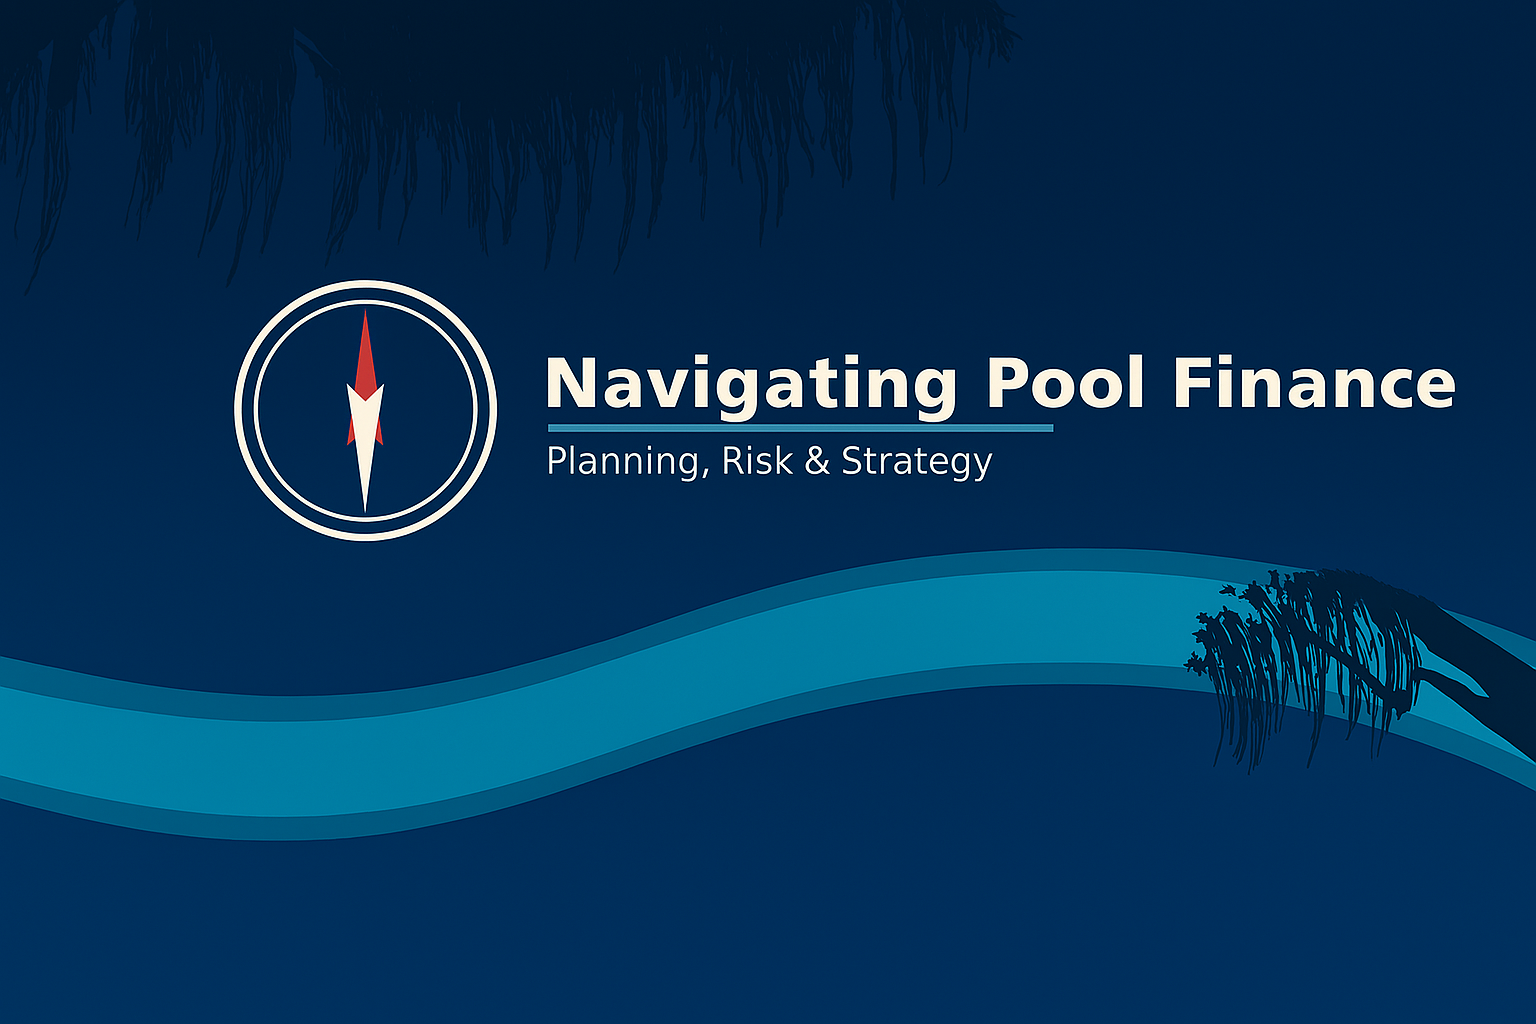 Navigating Pool Finance
Planning, Risk & Strategy